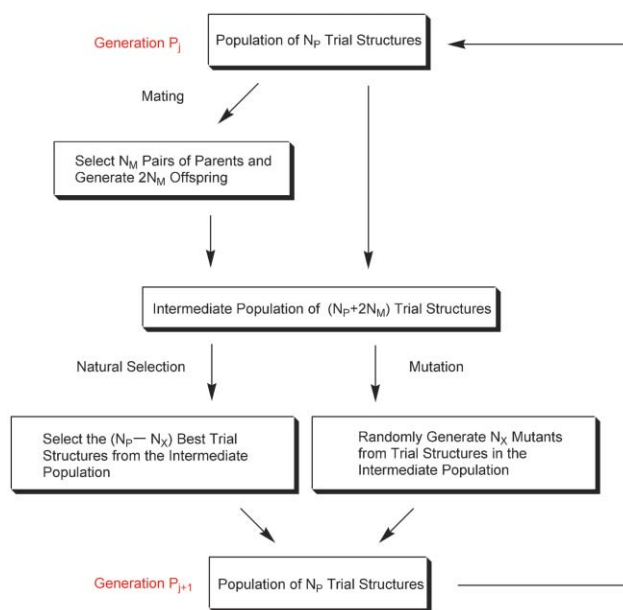 Generation Pj
Population of NP Trial Structures
Mating
Select NM Pairs of Parents and
Generate 2NM Offspring
Intermediate Population of (NP+2NM) Trial Structures
Natural Selection
Mutation
Select the (NP— NX) Best Trial
Structures from the Intermediate
Population
Randomly Generate NX Mutants
from Trial Structures in the
Intermediate Population
Generation Pj+1
Population of NP Trial Structures